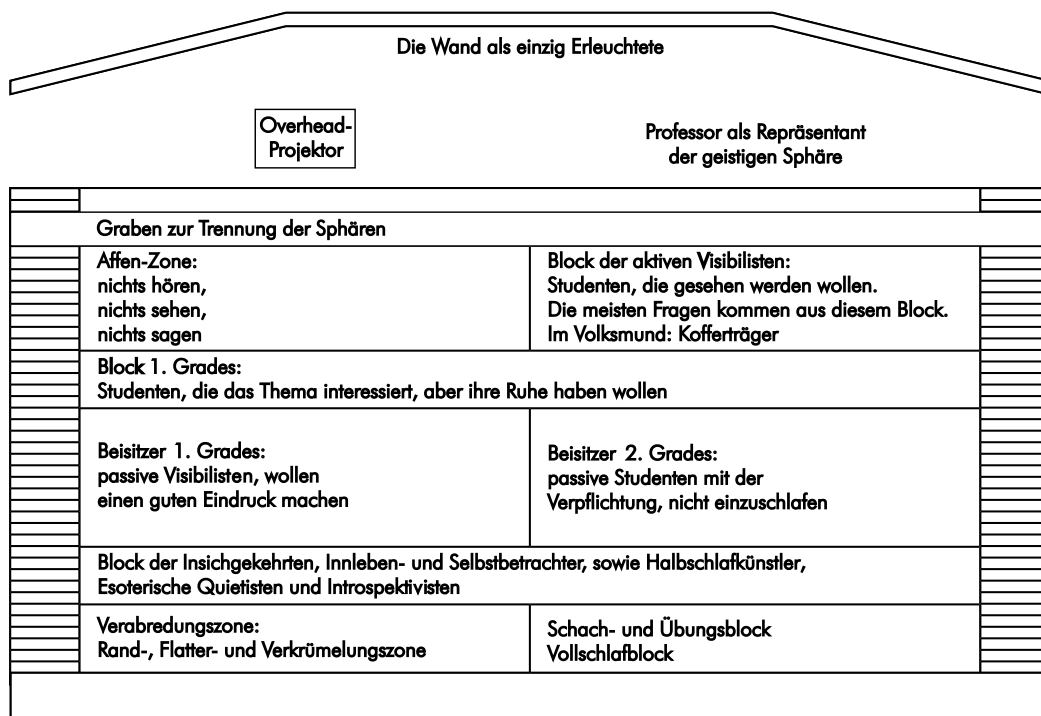 Die Wand als einzig Erleuchtete
Overhead-
Projektor
Professor als Repräsentant
der geistigen Sphäre
Graben zur Trennung der Sphären
Affen-Zone:
nichts hören,
nichts sehen,
nichts sagen
Block der aktiven Visibilisten:
Studenten, die gesehen werden wollen.
Die meisten Fragen kommen aus diesem Block.
Im Volksmund: Kofferträger
Block 1. Grades:
Studenten, die das Thema interessiert, aber ihre Ruhe haben wollen
Beisitzer 1. Grades:
passive Visibilisten, wollen
einen guten Eindruck machen
Beisitzer 2. Grades:
passive Studenten mit der
Verpflichtung, nicht einzuschlafen
Block der Insichgekehrten, Innleben- und Selbstbetrachter, sowie Halbschlafkünstler,
Esoterische Quietisten und Introspektivisten
Verabredungszone:
Rand-, Flatter- und Verkrümelungszone
Schach- und Übungsblock
Vollschlafblock